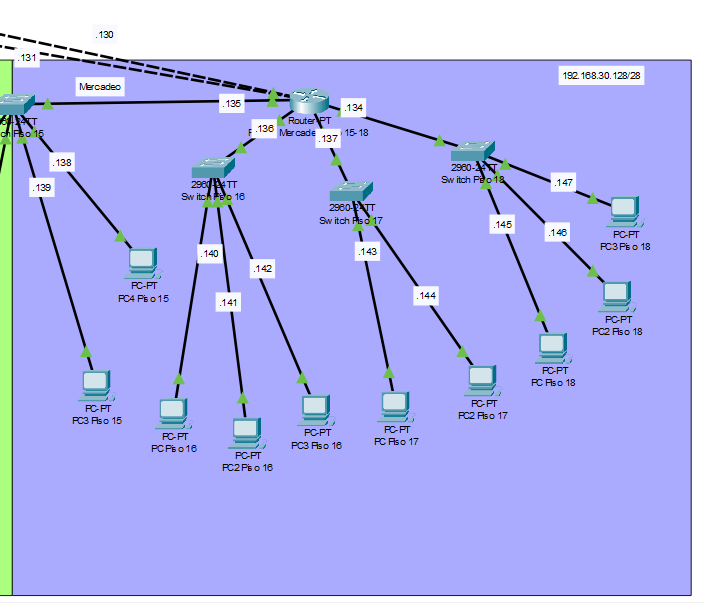 .130
.131
192.168.30.128/28
Mercadeo
.135
.134
Router-PT
Mercade
15-18
.136
.137
Switch Piso 15
.138
.139
2960-24TT
Switch Piso 16
2960-24TT
Switch Piso 17
2960-24TT
Switch Piso 18
.147
.145
.146
.140
.141
.142
.143
.144
PC-PT
PC3 Piso 18
PC-PT
PC4 Piso 15
PC-PT
PC2 Piso 18
PC-PT
PC Piso 18
PC-PT
PC3 Piso 15
PC-PT
PC Piso 16
PC-PT
PC2 Piso 16
PC-PT
PC3 Piso 16
PC-PT
PC Piso 17
PC-PT
PC2 Piso 17